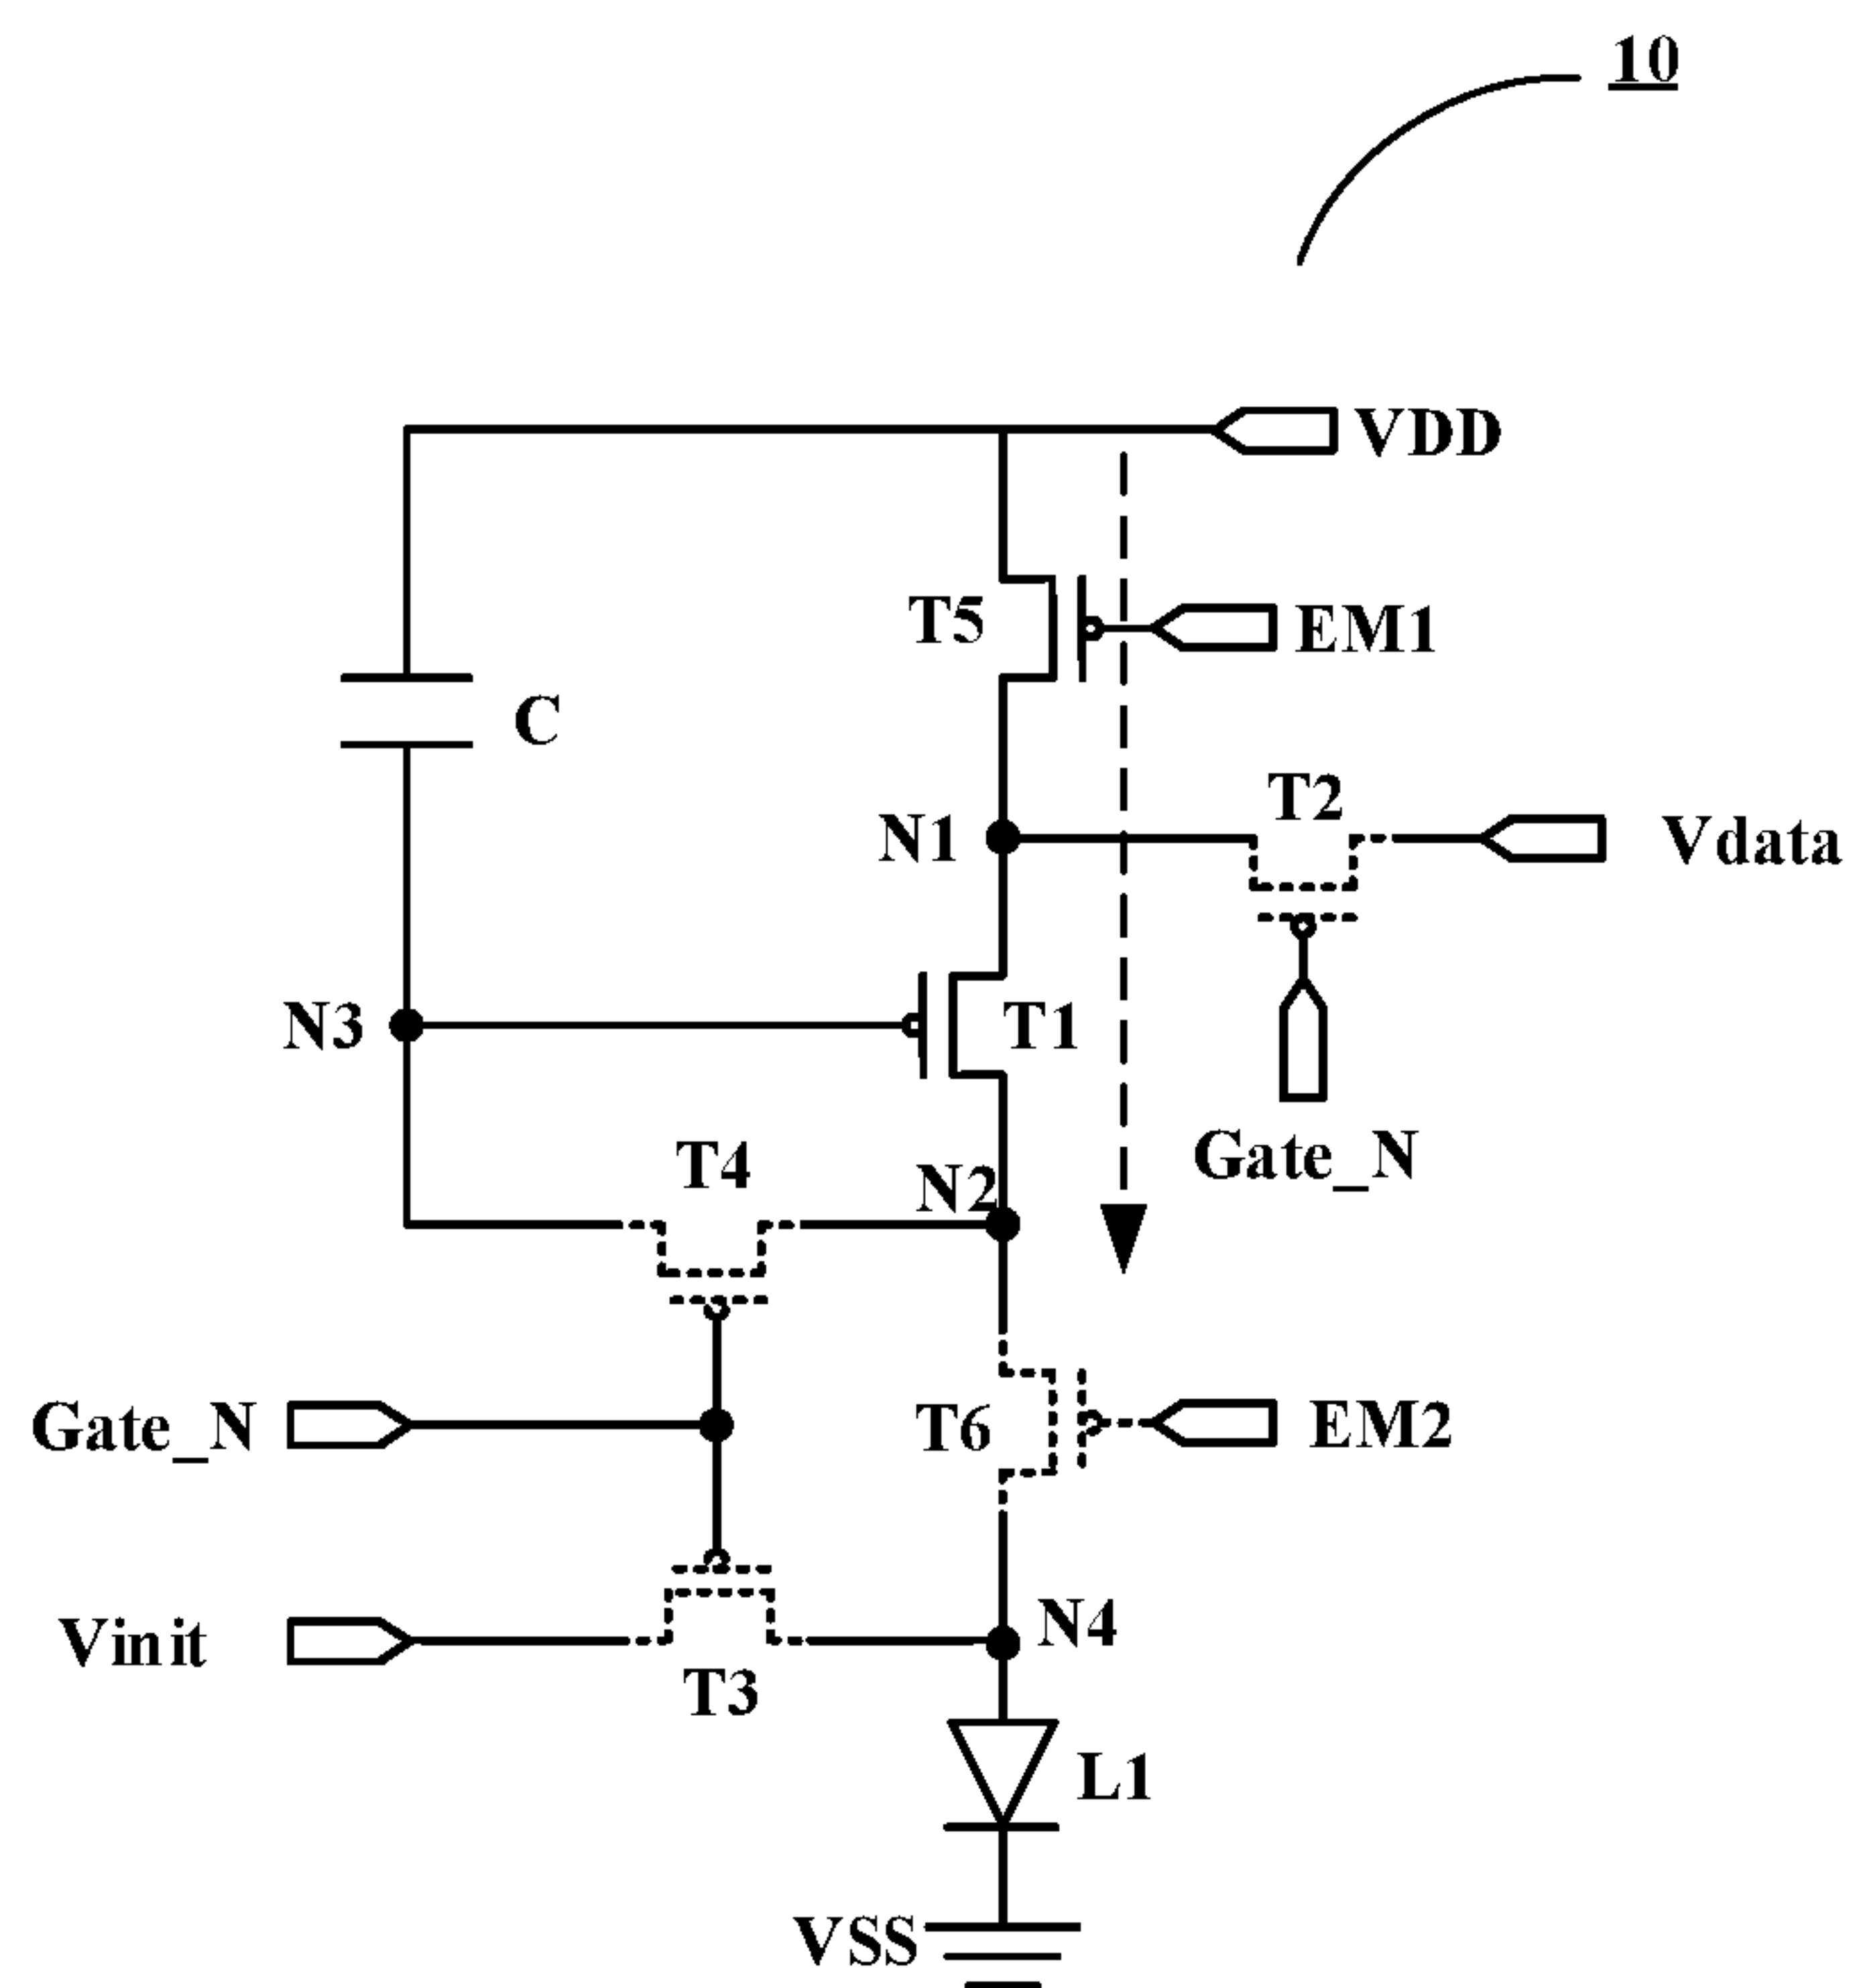 10
VDD
T5
EM1
C
T2
N1
Vdata
N3
T1
Gate_N
T4
N2
Gate_N
T6
EM2
Vinit
N4
T3
L1
VSS